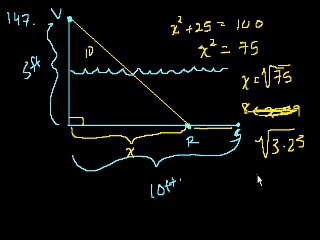 147.
V
5ft
10
x
R
S
10ft.
x² + 25 = 100
x² = 75
x = √75
√3·25